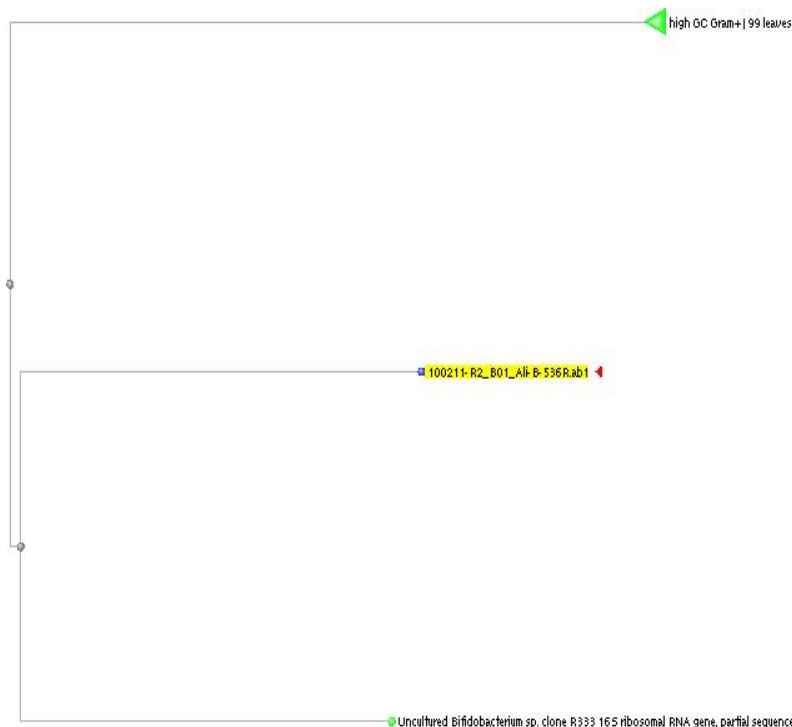 high GC Gram+ | 99 leaves
100211-R2_B01_Ali-B-536R.ab1
Uncultured Bifidobacterium sp. clone R333 16S ribosomal RNA gene, partial sequence